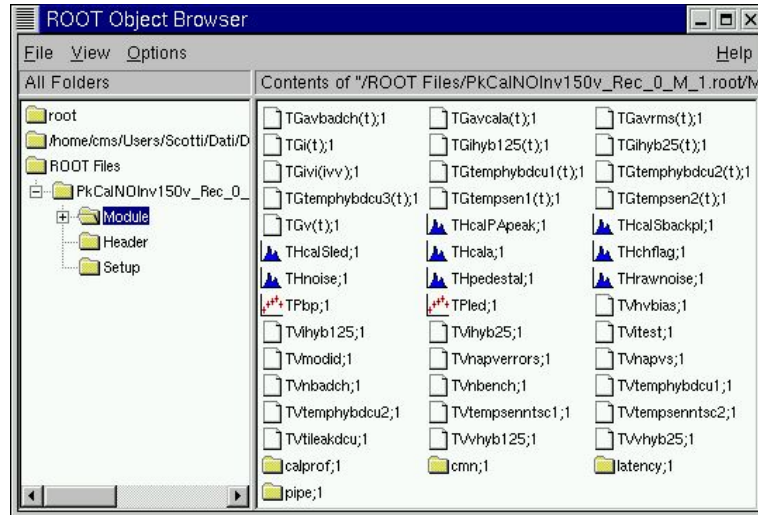 ROOT Object Browser
File View Options Help
All Folders
Contents of "/ROOT Files/PkCalNOInv150v_Rec_0_M_1.root/M
root
/home/cms/Users/Scotti/Dati/D
ROOT Files
PkCalNOInv150v_Rec_0_
Module
Header
Setup
TGavbadch(t);1 TGavcala(t);1 TGavrms(t);1
TGi(t);1 TGihyb125(t);1 TGihyb25(t);1
TGivi(ivv);1 TGtemphybdcu1(t);1 TGtemphybdcu2(t);1
TGtemphybdcu3(t);1 TGtempsen1(t);1 TGtempsen2(t);1
TGv(t);1 THcalPApeak;1 THcalSbackpl;1
THcalSled;1 THcala;1 THchflag;1
THnoise;1 THpedestal;1 THrawnoise;1
TPbp;1 TPled;1 TVhvbias;1
TVihyb125;1 TVihyb25;1 TVitest;1
TVmodid;1 TVnapverrors;1 TVnapvs;1
TVnbadch;1 TVnbench;1 TVtemphybdcu1;1
TVtemphybdcu2;1 TVtempsenntsc1;1 TVtempsenntsc2;1
TVtileakdcu;1 TVvhyb125;1 TVvhyb25;1
calprof;1 cmn;1 latency;1
pipe;1